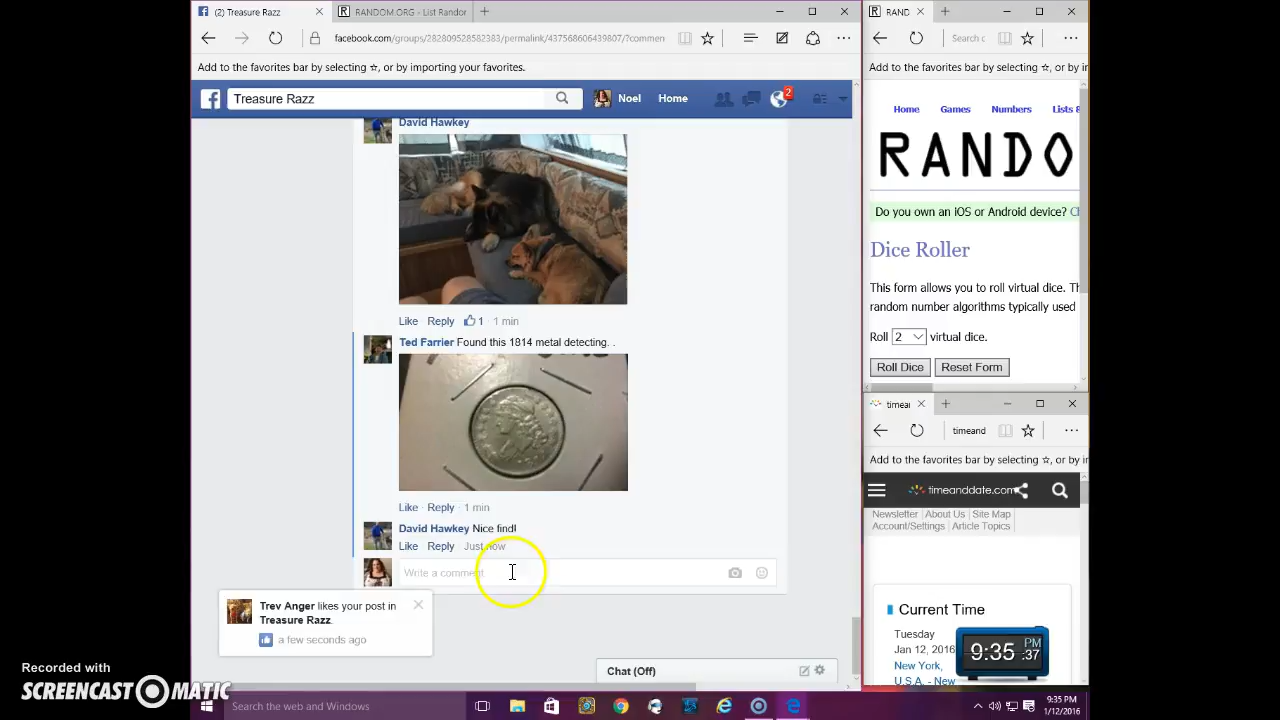 (2) Treasure Razz
RANDOM.ORG - List Randor
facebook.com/groups/282809528582383/permalink/437568606439807/?commen
Add to the favorites bar by selecting ☆, or by importing your favorites.
Treasure Razz
Noel
Home
2
David Hawkey
Like · Reply · 1 · 1 min
Ted Farrier Found this 1814 metal detecting. .
Like · Reply · 1 min
David Hawkey Nice find!
Like · Reply · Just now
Write a comment
Trev Anger likes your post in
Treasure Razz.
a few seconds ago
Chat (Off)
RAND
Search c
Add to the favorites bar by selecting ☆, or by i
Home
Games
Numbers
Lists &
RANDO
Do you own an iOS or Android device? C
Dice Roller
This form allows you to roll virtual dice. Th
random number algorithms typically used
Roll 2 virtual dice.
Roll Dice
Reset Form
timear
timeand
Add to the favorites bar by selecting ☆, or by i
timeanddate.com
Newsletter | About Us | Site Map
Account/Settings | Article Topics
Current Time
Tuesday
Jan 12, 2016
New York,
U.S.A. - New
9:35 PM :37
Recorded with
SCREENCAST-O-MATIC
Search the web and Windows
9:35 PM
1/12/2016